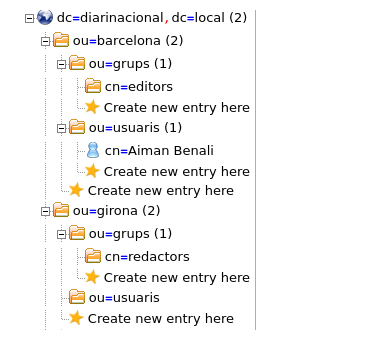 dc=diarinacional,dc=local (2)
ou=barcelona (2)
ou=grups (1)
cn=editors
Create new entry here
ou=usuaris (1)
cn=Aiman Benali
Create new entry here
Create new entry here
ou=girona (2)
ou=grups (1)
cn=redactors
Create new entry here
ou=usuaris
Create new entry here